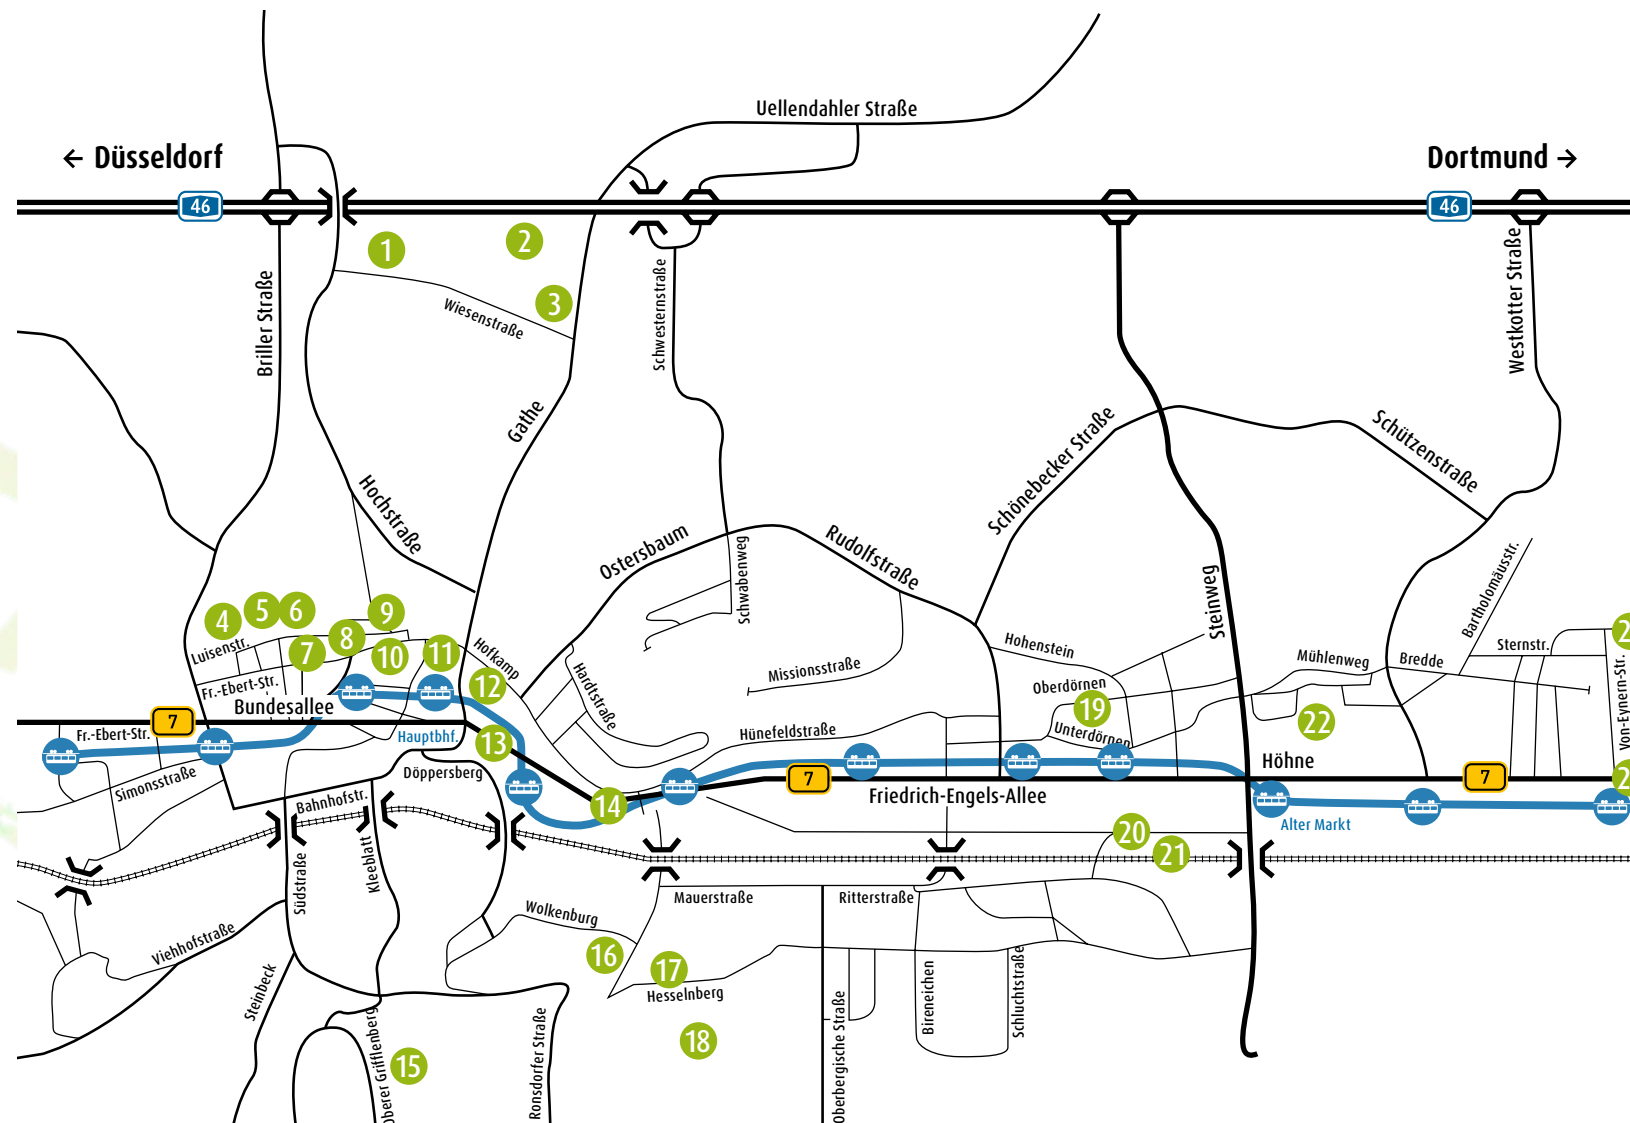 Uellendahler Straße
← Düsseldorf
Dortmund →
46
46
1
2
3
Wiesenstraße
Briller Straße
Schwesternstraße
Westkotter Straße
Gathe
Hochstraße
Schönebecker Straße
Schützenstraße
Ostersbaum
Rudolfstraße
Schwabenweg
Steinweg
Bartholomäusstr.
4
5
6
9
8
7
10
11
12
Luisenstr.
Fr.-Ebert-Str.
Hofkamp
Hardtstraße
Missionsstraße
Hohenstein
Oberdörnen
19
Unterdörnen
Mühlenweg
Bredde
Sternstr.
2
22
Von-Eynern-Str.
Bundesallee
7
Fr.-Ebert-Str.
Hauptbhf.
13
Hünefeldstraße
Höhne
7
7
2
Simonsstraße
Döppersberg
Bahnhofstr.
14
Friedrich-Engels-Allee
Alter Markt
20
21
Südstraße
Kleeblatt
Mauerstraße
Ritterstraße
Wolkenburg
Viehhofstraße
16
17
Hesselnberg
Steinbeck
18
15
Oberer Grifflenberg
Ronsdorfer Straße
Oberbergische Straße
Bireneichen
Schluchtstraße